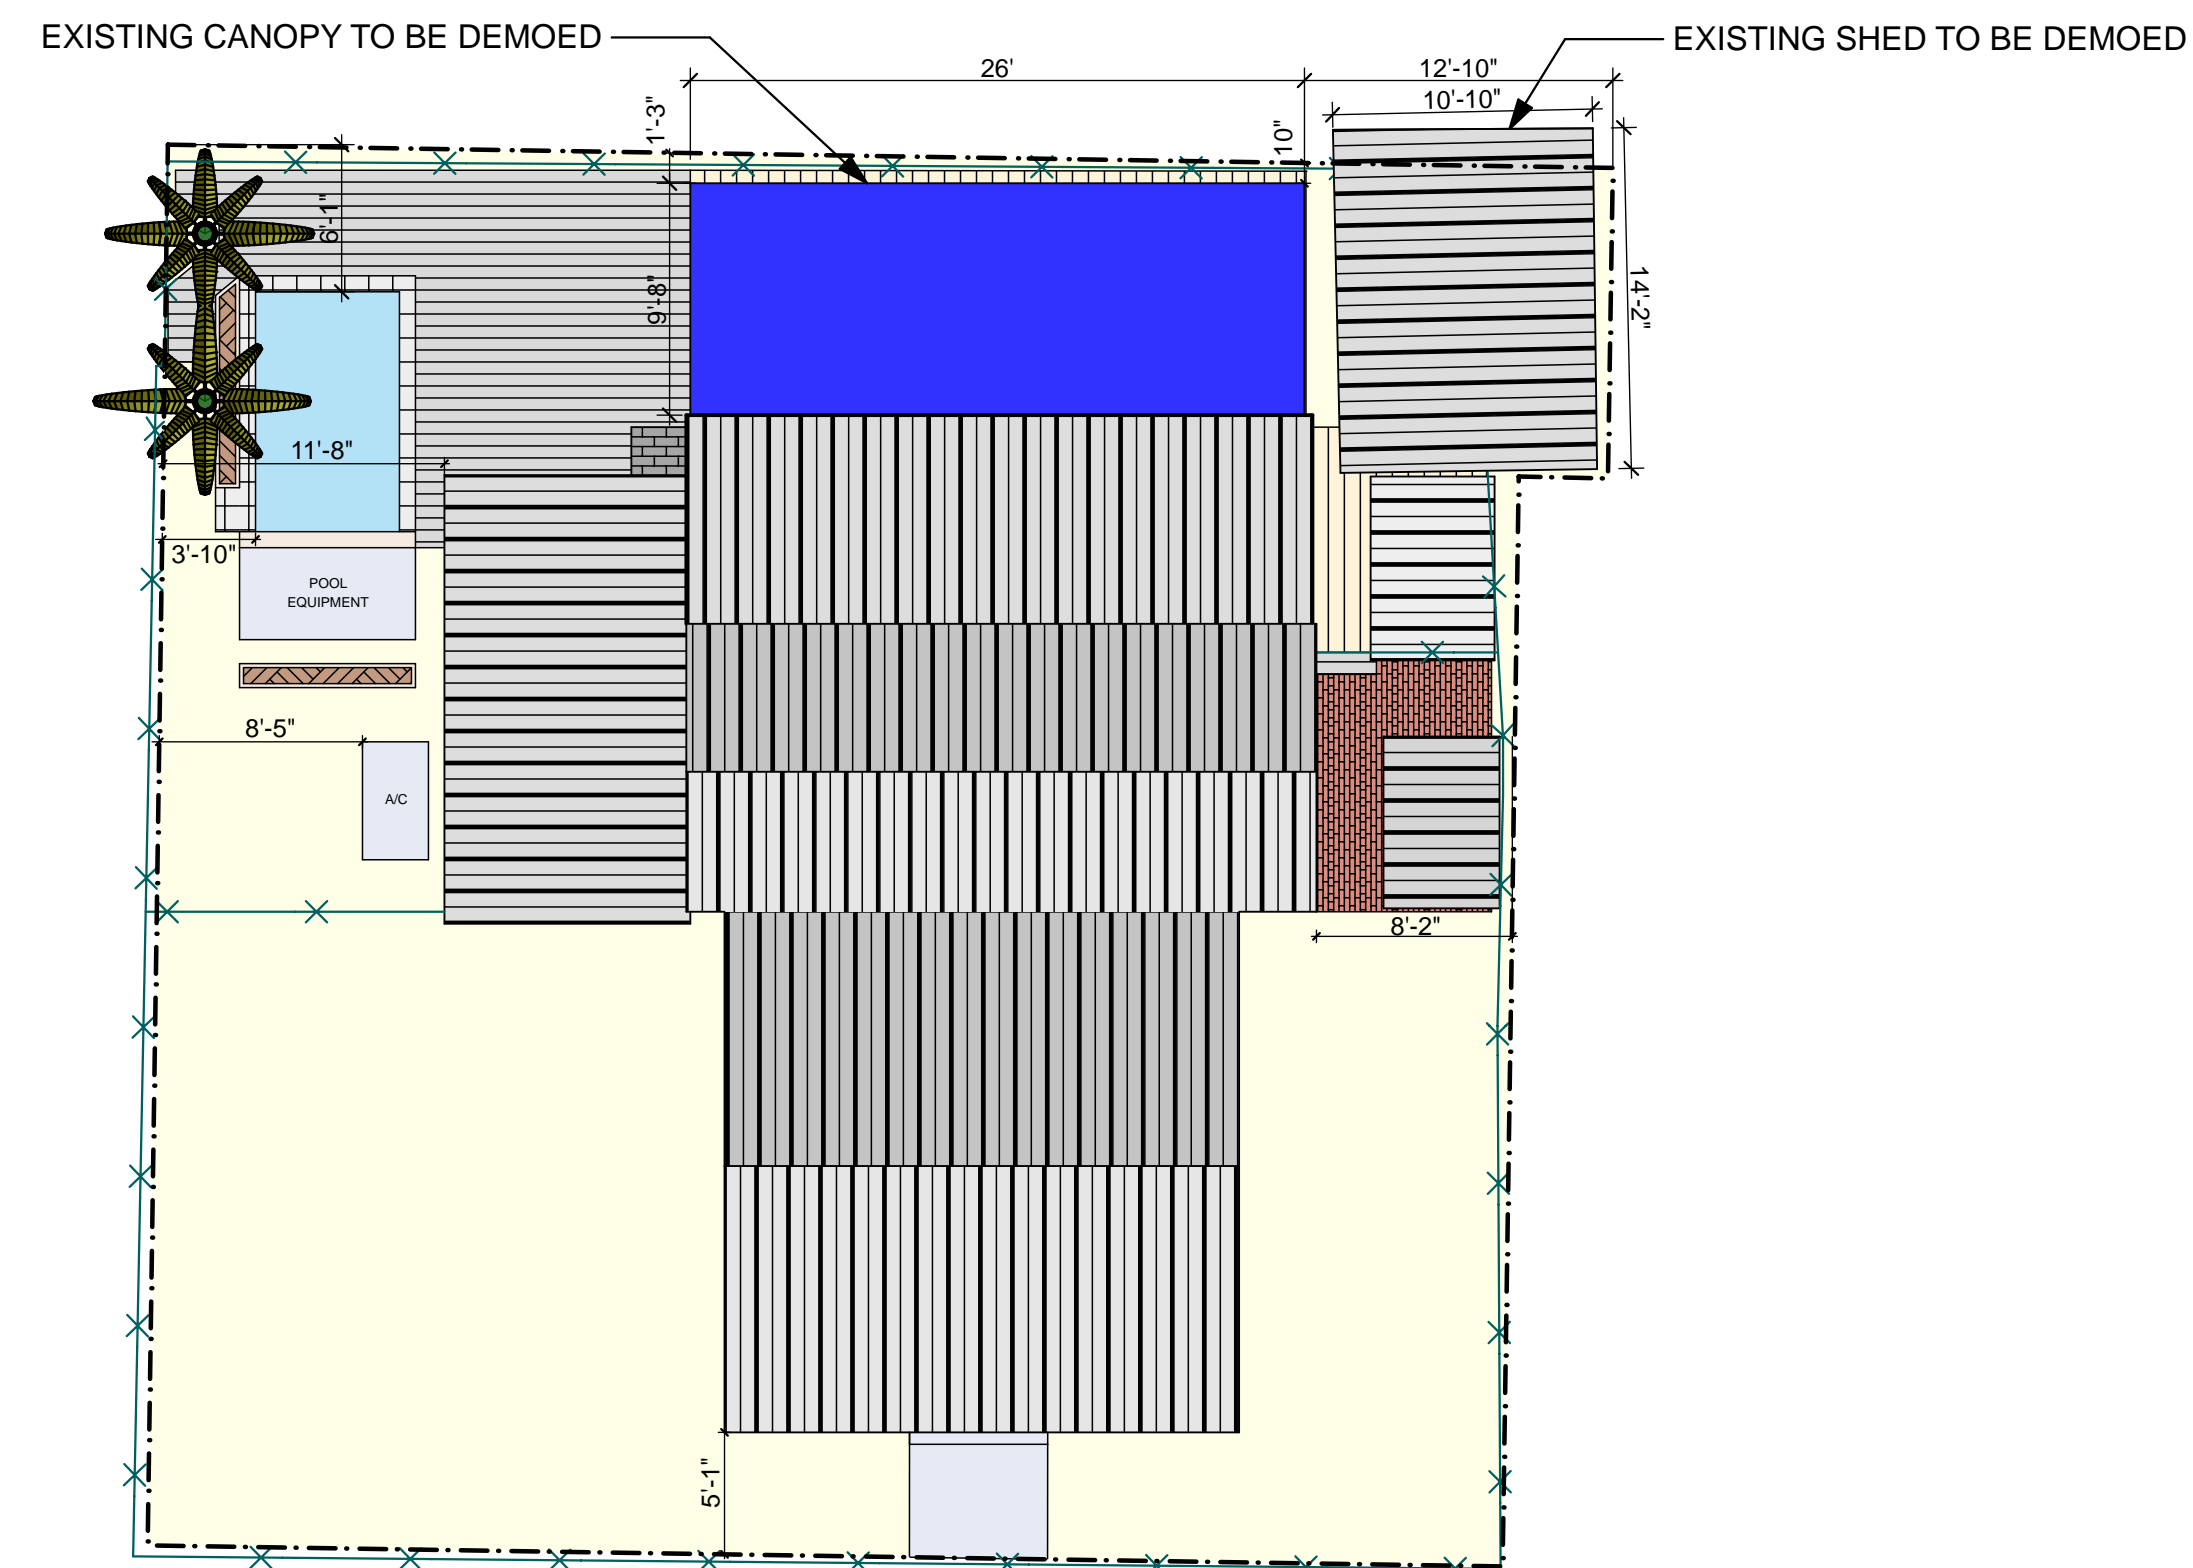 EXISTING CANOPY TO BE DEMOED
EXISTING SHED TO BE DEMOED
26'
12'-10"
10'-10"
1'-3"
10"
6'-1"
9'-8"
14'-2"
11'-8"
3'-10"
POOL
EQUIPMENT
8'-5"
A/C
8'-2"
5'-1"